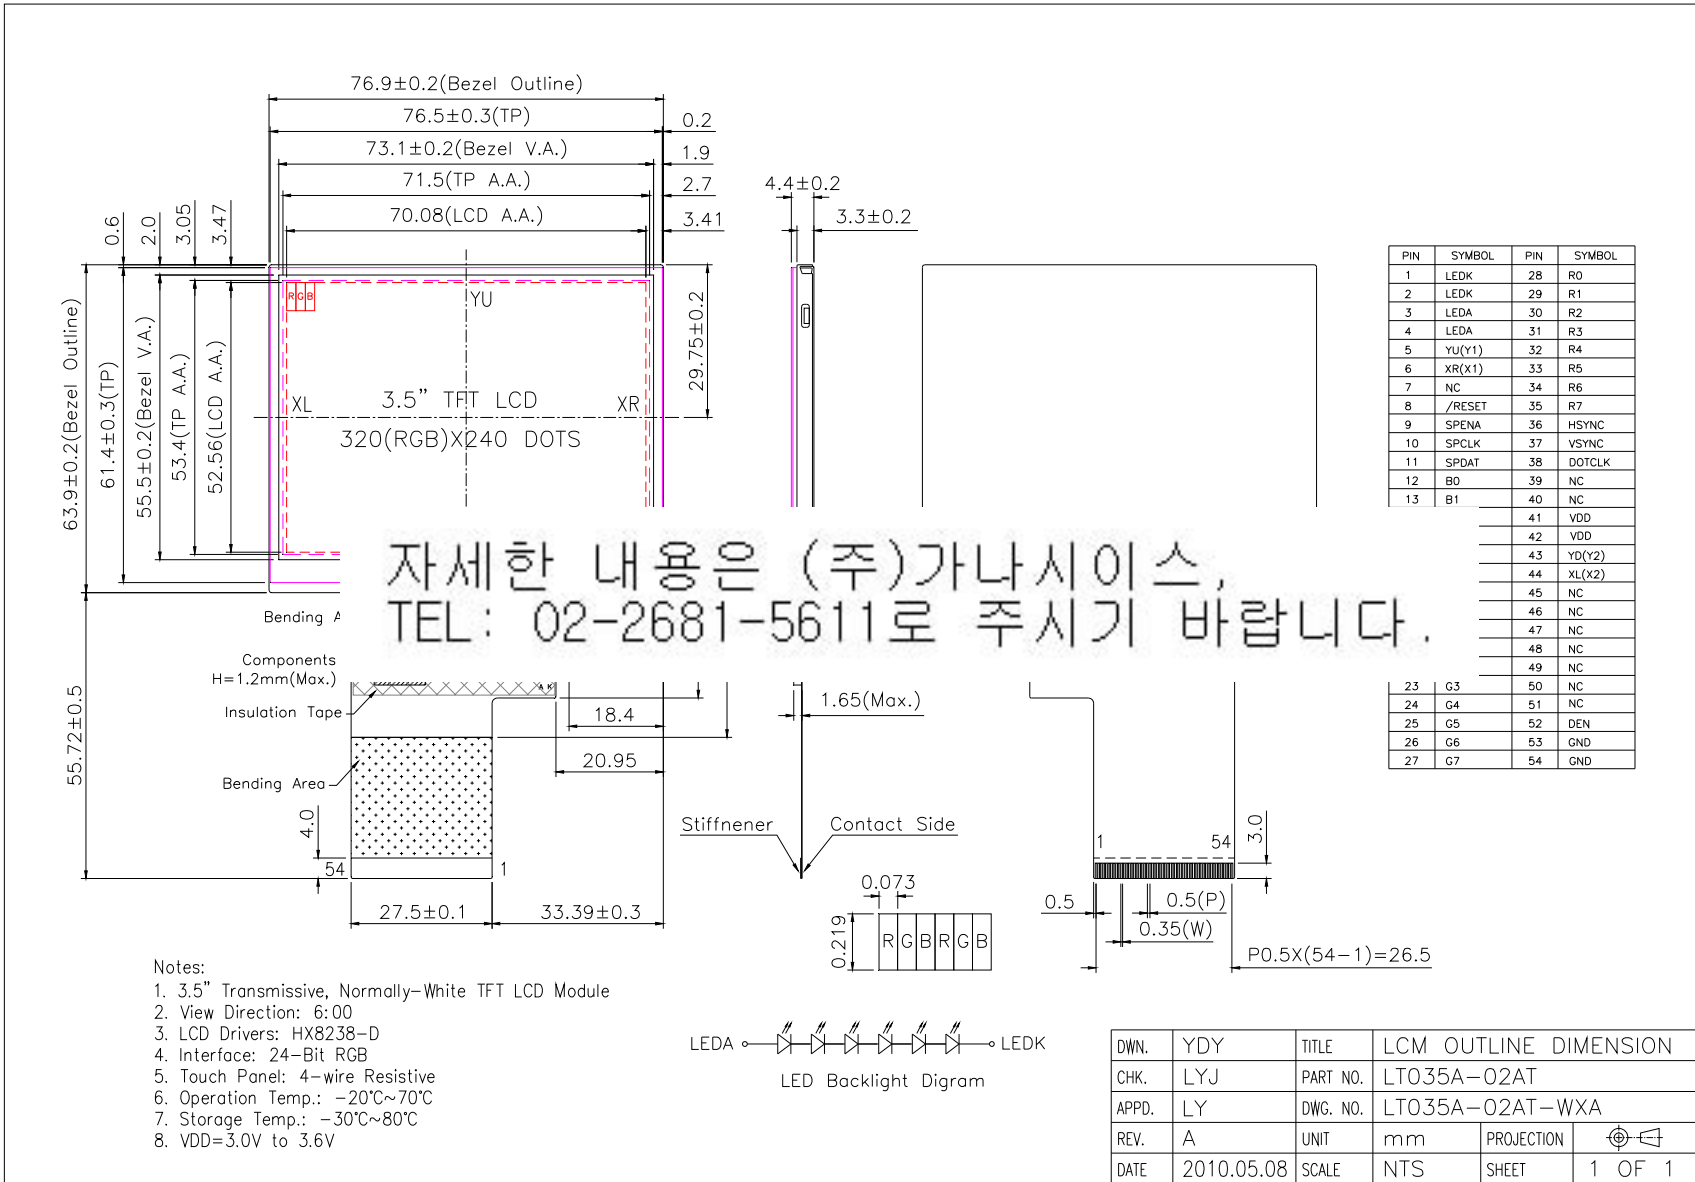 76.9±0.2(Bezel Outline)
76.5±0.3(TP)
0.2
73.1±0.2(Bezel V.A.)
1.9
71.5(TP A.A.)
2.7
70.08(LCD A.A.)
3.41
4.4±0.2
3.3±0.2
0.6
2.0
3.05
3.47
63.9±0.2(Bezel Outline)
61.4±0.3(TP)
55.5±0.2(Bezel V.A.)
53.4(TP A.A.)
52.56(LCD A.A.)
29.75±0.2
RGB
YU
XL
3.5” TFT LCD
XR
320(RGB)X240 DOTS
PIN SYMBOL PIN SYMBOL
1 LEDK 28 R0
2 LEDK 29 R1
3 LEDA 30 R2
4 LEDA 31 R3
5 YU(Y1) 32 R4
6 XR(X1) 33 R5
7 NC 34 R6
8 /RESET 35 R7
9 SPENA 36 HSYNC
10 SPCLK 37 VSYNC
11 SPDAT 38 DOTCLK
12 B0 39 NC
13 B1 40 NC
41 VDD
42 VDD
43 YD(Y2)
44 XL(X2)
45 NC
46 NC
47 NC
48 NC
49 NC
23 G3 50 NC
24 G4 51 NC
25 G5 52 DEN
26 G6 53 GND
27 G7 54 GND
자세한 내용은 (주)가나시이스,
TEL: 02-2681-5611로 주시기 바랍니다.
Bending A
Components
H=1.2mm(Max.)
Insulation Tape
Bending Area
A K
55.72±0.5
18.4
20.95
4.0
54
1
27.5±0.1
33.39±0.3
1.65(Max.)
Stiffnener
Contact Side
0.073
0.219
RGBRGB
1
54
3.0
0.5
0.5(P)
0.35(W)
P0.5X(54-1)=26.5
Notes:
1. 3.5” Transmissive, Normally-White TFT LCD Module
2. View Direction: 6:00
3. LCD Drivers: HX8238-D
4. Interface: 24-Bit RGB
5. Touch Panel: 4-wire Resistive
6. Operation Temp.: -20℃~70℃
7. Storage Temp.: -30℃~80℃
8. VDD=3.0V to 3.6V
LEDA
LEDK
LED Backlight Digram
DWN. YDY TITLE LCM OUTLINE DIMENSION
CHK. LYJ PART NO. LT035A-02AT
APPD. LY DWG. NO. LT035A-02AT-WXA
REV. A UNIT mm PROJECTION
DATE 2010.05.08 SCALE NTS SHEET 1 OF 1